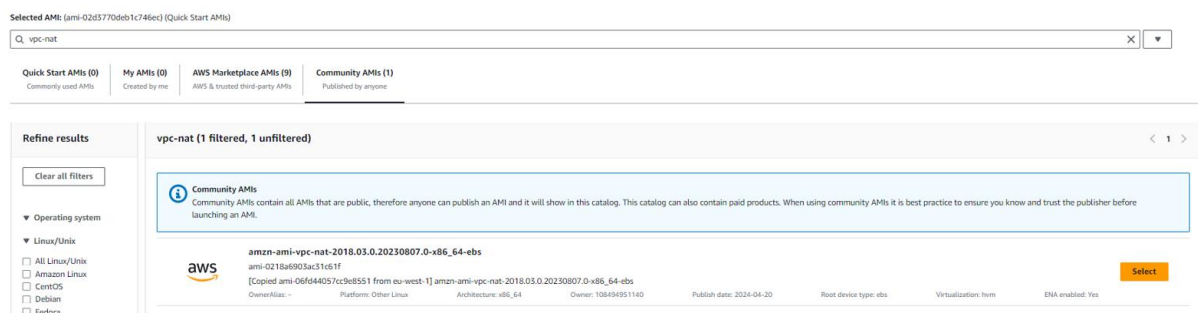 Selected AMI: (ami-02d3770deb1c746ec) (Quick Start AMIs)
vpc-nat
Quick Start AMIs (0)
Commonly used AMIs
My AMIs (0)
Created by me
AWS Marketplace AMIs (9)
AWS & trusted third-party AMIs
Community AMIs (1)
Published by anyone
Refine results
Clear all filters
Operating system
Linux/Unix
All Linux/Unix
Amazon Linux
CentOS
Debian
Fedora
vpc-nat (1 filtered, 1 unfiltered)
1
Community AMIs
Community AMIs contain all AMIs that are public, therefore anyone can publish an AMI and it will show in this catalog. This catalog can also contain paid products. When using community AMIs it is best practice to ensure you know and trust the publisher before
launching an AMI.
aws
amzn-ami-vpc-nat-2018.03.0.20230807.0-x86_64-ebs
ami-0218a6903ac31c61f
[Copied ami-06fd44057cc9e8551 from eu-west-1] amzn-ami-vpc-nat-2018.03.0.20230807.0-x86_64-ebs
OwnerAlias: – Platform: Other Linux Architecture: x86_64 Owner: 108494951140 Publish date: 2024-04-20 Root device type: ebs Virtualization: hvm ENA enabled: Yes
Select